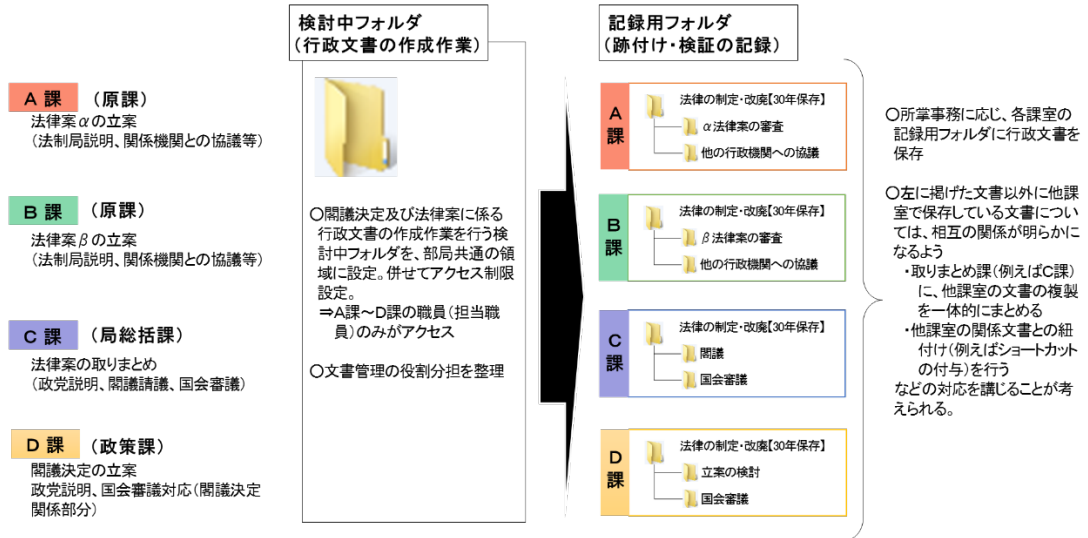 検討中フォルダ
（行政文書の作成作業）
記録用フォルダ
（跡付け・検証の記録）
A 課 （原課）
法律案αの立案
（法制局説明、関係機関との協議等）
B 課 （原課）
法律案βの立案
（法制局説明、関係機関との協議等）
C 課 （局総括課）
法律案の取りまとめ
（政党説明、閣議請議、国会審議）
D 課 （政策課）
閣議決定の立案
政党説明、国会審議対応（閣議決定
関係部分）
〇閣議決定及び法律案に係る
行政文書の作成作業を行う検
討中フォルダを、部局共通の領
域に設定。併せてアクセス制限
設定。
⇒A課～D課の職員（担当職
員）のみがアクセス
〇文書管理の役割分担を整理
A
課
法律の制定・改廃【30年保存】
α法律案の審査
他の行政機関への協議
B
課
法律の制定・改廃【30年保存】
β法律案の審査
他の行政機関への協議
C
課
法律の制定・改廃【30年保存】
閣議
国会審議
D
課
法律の制定・改廃【30年保存】
立案の検討
国会審議
〇所掌事務に応じ、各課室の
記録用フォルダに行政文書を
保存
〇左に掲げた文書以外に他課
室で保存している文書につい
ては、相互の関係が明らかに
なるよう
・取りまとめ課（例えばC課）
に、他課室の文書の複製
を一体的にまとめる
・他課室の関係文書との紐
付け（例えばショートカット
の付与）を行う
などの対応を講じることが考
えられる。